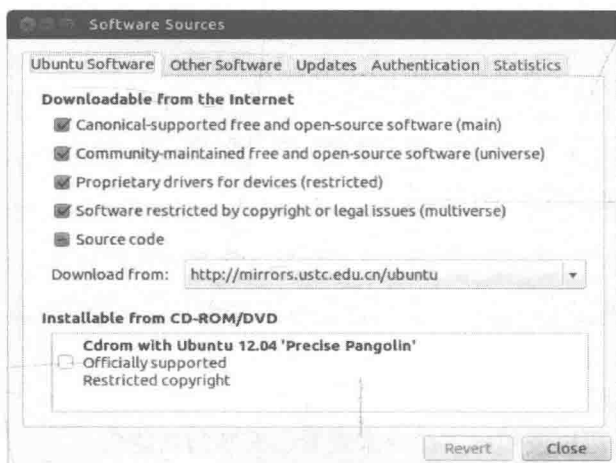 Software Sources
Ubuntu Software Other Software Updates Authentication Statistics
Downloadable from the Internet
Canonical-supported free and open-source software (main)
Community-maintained free and open-source software (universe)
Proprietary drivers for devices (restricted)
Software restricted by copyright or legal issues (multiverse)
Source code
Download from: http://mirrors.ustc.edu.cn/ubuntu
Installable from CD-ROM/DVD
Cdrom with Ubuntu 12.04 'Precise Pangolin'
Officially supported
Restricted copyright
Revert Close